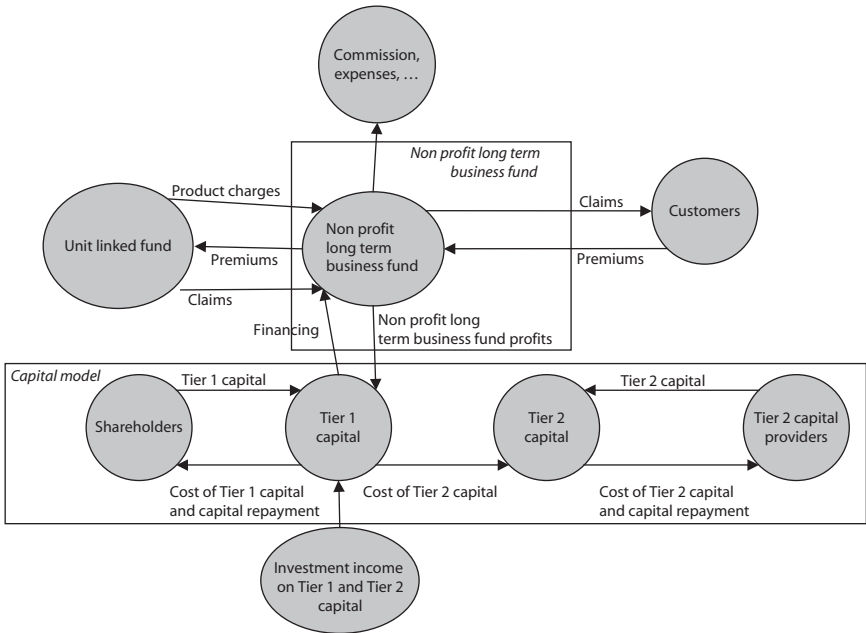 Commission,
expenses, …
Non profit long term
business fund
Product charges
Claims
Unit linked fund
Non profit
long term
business fund
Customers
Premiums
Premiums
Claims
Financing
Non profit long
term business fund profits
Capital model
Tier 1 capital
Tier 2 capital
Shareholders
Tier 1
capital
Tier 2
capital
Tier 2 capital
providers
Cost of Tier 1 capital
and capital repayment
Cost of Tier 2 capital
Cost of Tier 2 capital
and capital repayment
Investment income
on Tier 1 and Tier 2
capital